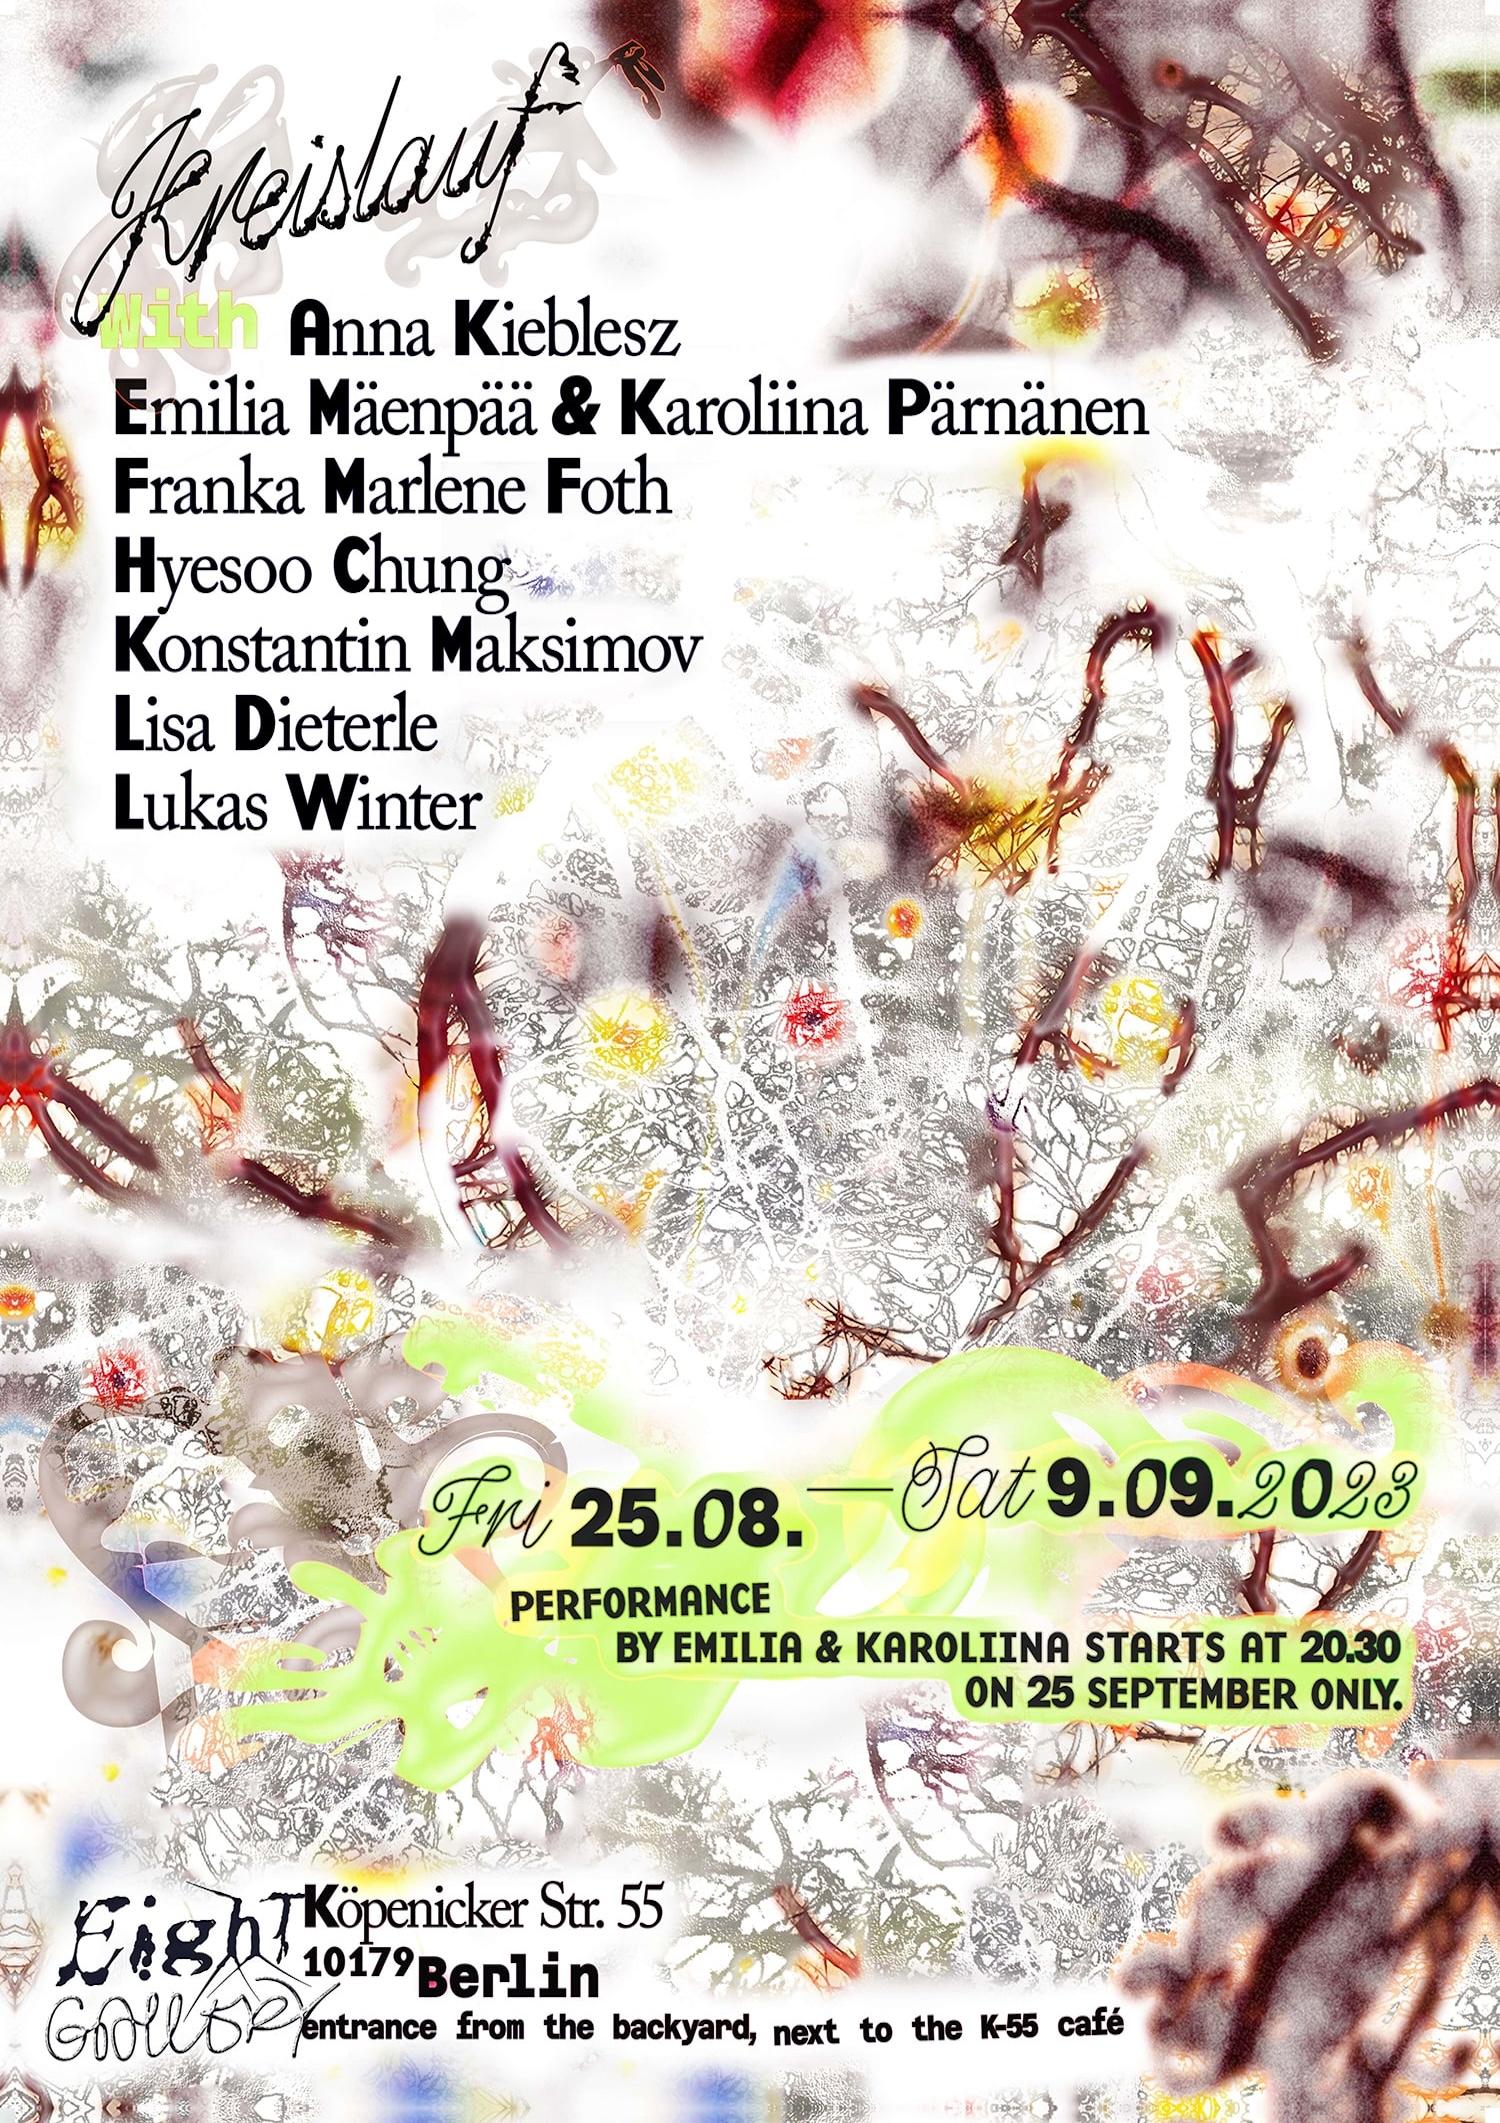 Kreislauf
With Anna Kieblesz
Emilia Mäenpää & Karoliina Pärnänen
Franka Marlene Foth
Hyesoo Chung
Konstantin Maksimov
Lisa Dieterle
Lukas Winter
Fri 25.08. — Sat 9.09.2023
PERFORMANCE
BY EMILIA & KAROLIINA STARTS AT 20.30
ON 25 SEPTEMBER ONLY.
EighT
GALLERY
Köpenicker Str. 55
10179 Berlin
entrance from the backyard, next to the K-55 café